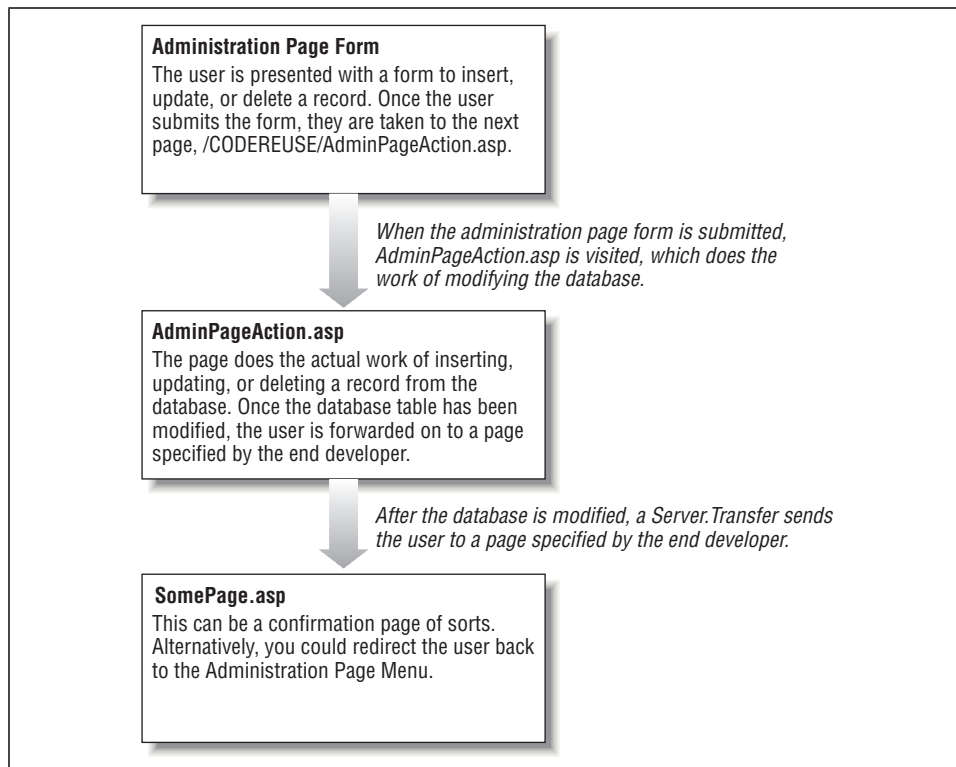 Administration Page Form
The user is presented with a form to insert,
update, or delete a record. Once the user
submits the form, they are taken to the next
page, /CODEREUSE/AdminPageAction.asp.
When the administration page form is submitted,
AdminPageAction.asp is visited, which does the
work of modifying the database.
AdminPageAction.asp
The page does the actual work of inserting,
updating, or deleting a record from the
database. Once the database table has been
modified, the user is forwarded on to a page
specified by the end developer.
After the database is modified, a Server.Transfer sends
the user to a page specified by the end developer.
SomePage.asp
This can be a confirmation page of sorts.
Alternatively, you could redirect the user back
to the Administration Page Menu.